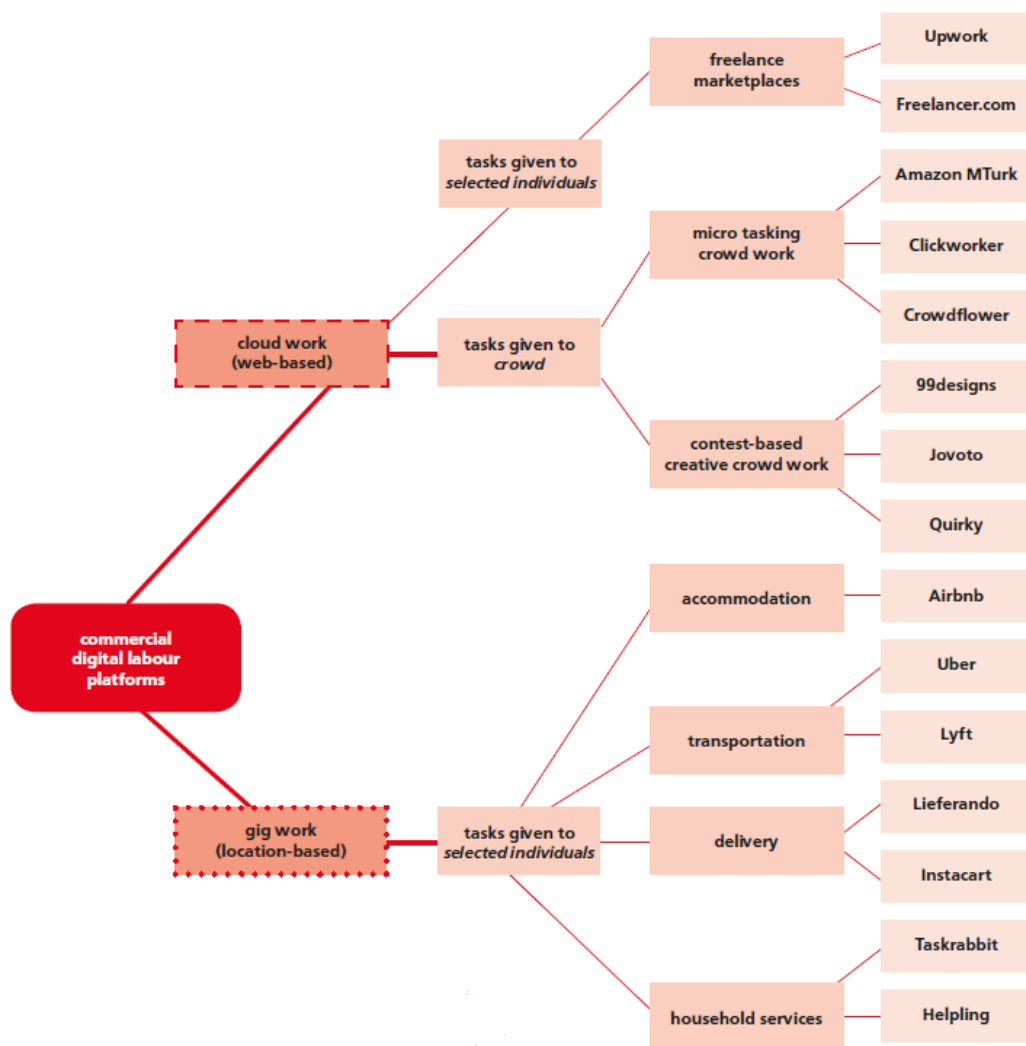 commercial
digital labour
platforms
cloud work
(web-based)
tasks given to
selected individuals
freelance
marketplaces
Upwork
Freelancer.com
tasks given to
crowd
micro tasking
crowd work
Amazon MTurk
Clickworker
Crowdflower
contest-based
creative crowd work
99designs
Jovoto
Quirky
gig work
(location-based)
tasks given to
selected individuals
accommodation
Airbnb
transportation
Uber
Lyft
delivery
Lieferando
Instacart
household services
Taskrabbit
Helpling